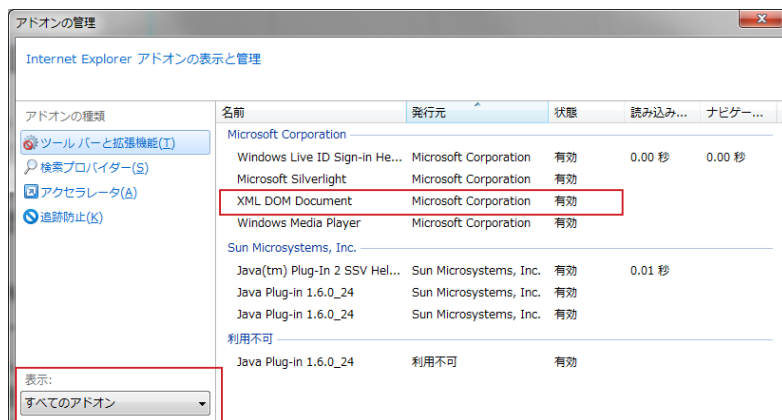 アドオンの管理
Internet Explorer アドオンの表示と管理
アドオンの種類
ツール バーと拡張機能(T)
検索プロバイダー(S)
アクセラレータ(A)
追跡防止(K)
名前 発行元 状態 読み込み... ナビゲー...
Microsoft Corporation
Windows Live ID Sign-in He... Microsoft Corporation 有効 0.00 秒 0.00 秒
Microsoft Silverlight Microsoft Corporation 有効
XML DOM Document Microsoft Corporation 有効
Windows Media Player Microsoft Corporation 有効
Sun Microsystems, Inc.
Java(tm) Plug-In 2 SSV Hel... Sun Microsystems, Inc. 有効 0.01 秒
Java Plug-in 1.6.0_24 Sun Microsystems, Inc. 有効
Java Plug-in 1.6.0_24 Sun Microsystems, Inc. 有効
利用不可
Java Plug-in 1.6.0_24 利用不可 有効
表示:
すべてのアドオン